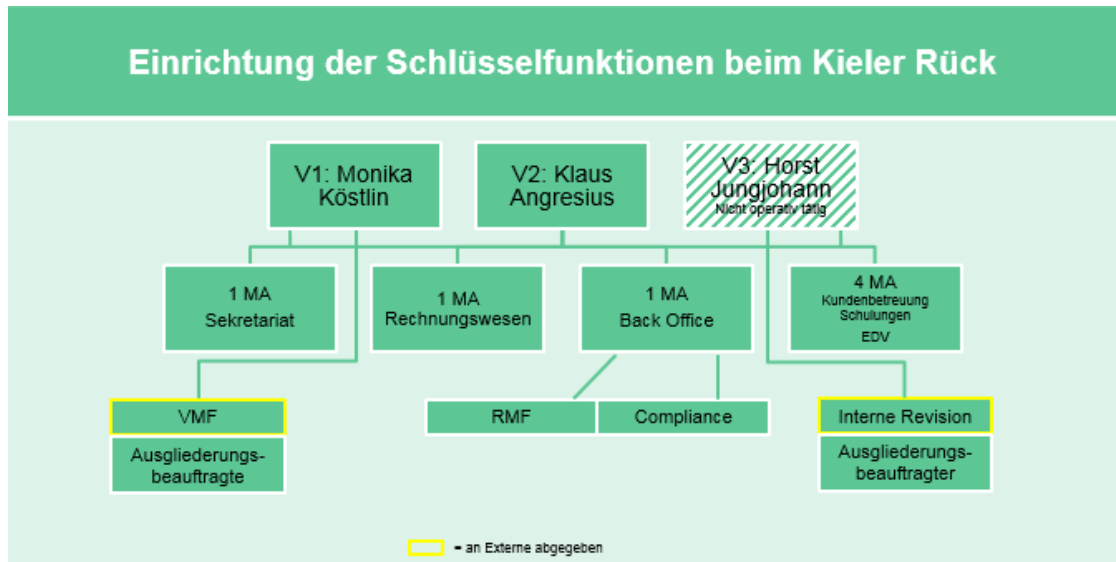 Einrichtung der Schlüsselfunktionen beim Kieler Rück
V1: Monika
Köstlin
V2: Klaus
Angresius
V3: Horst
Jungjohann
Nicht operativ tätig
1 MA
Sekretariat
1 MA
Rechnungswesen
1 MA
Back Office
4 MA
Kundenbetreuung
Schulungen
EDV
VMF
Ausgliederungs-
beauftragte
RMF
Compliance
Interne Revision
Ausgliederungs-
beauftragter
= an Externe abgegeben